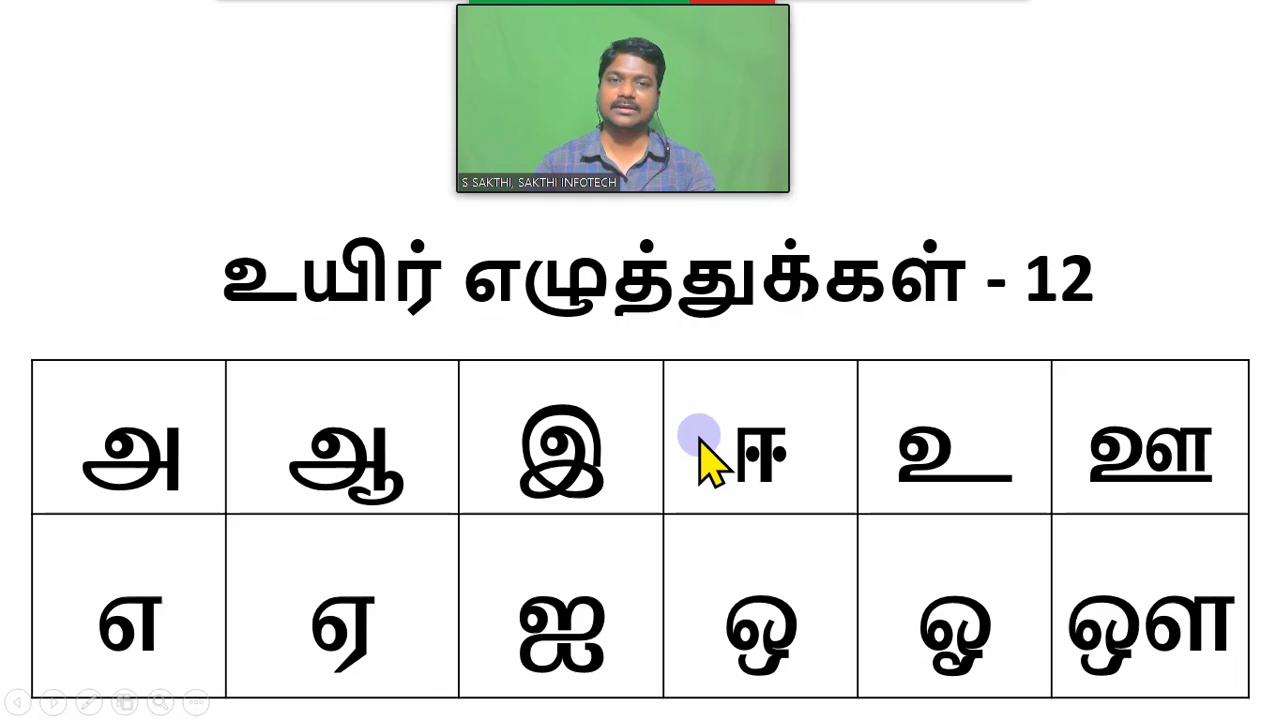 S SAKTHI, SAKTHI INFOTECH
உயிர் எழுத்துக்கள் - 12
அ ஆ இ ஈ உ ஊ
எ ஏ ஐ ஒ ஓ ஔ